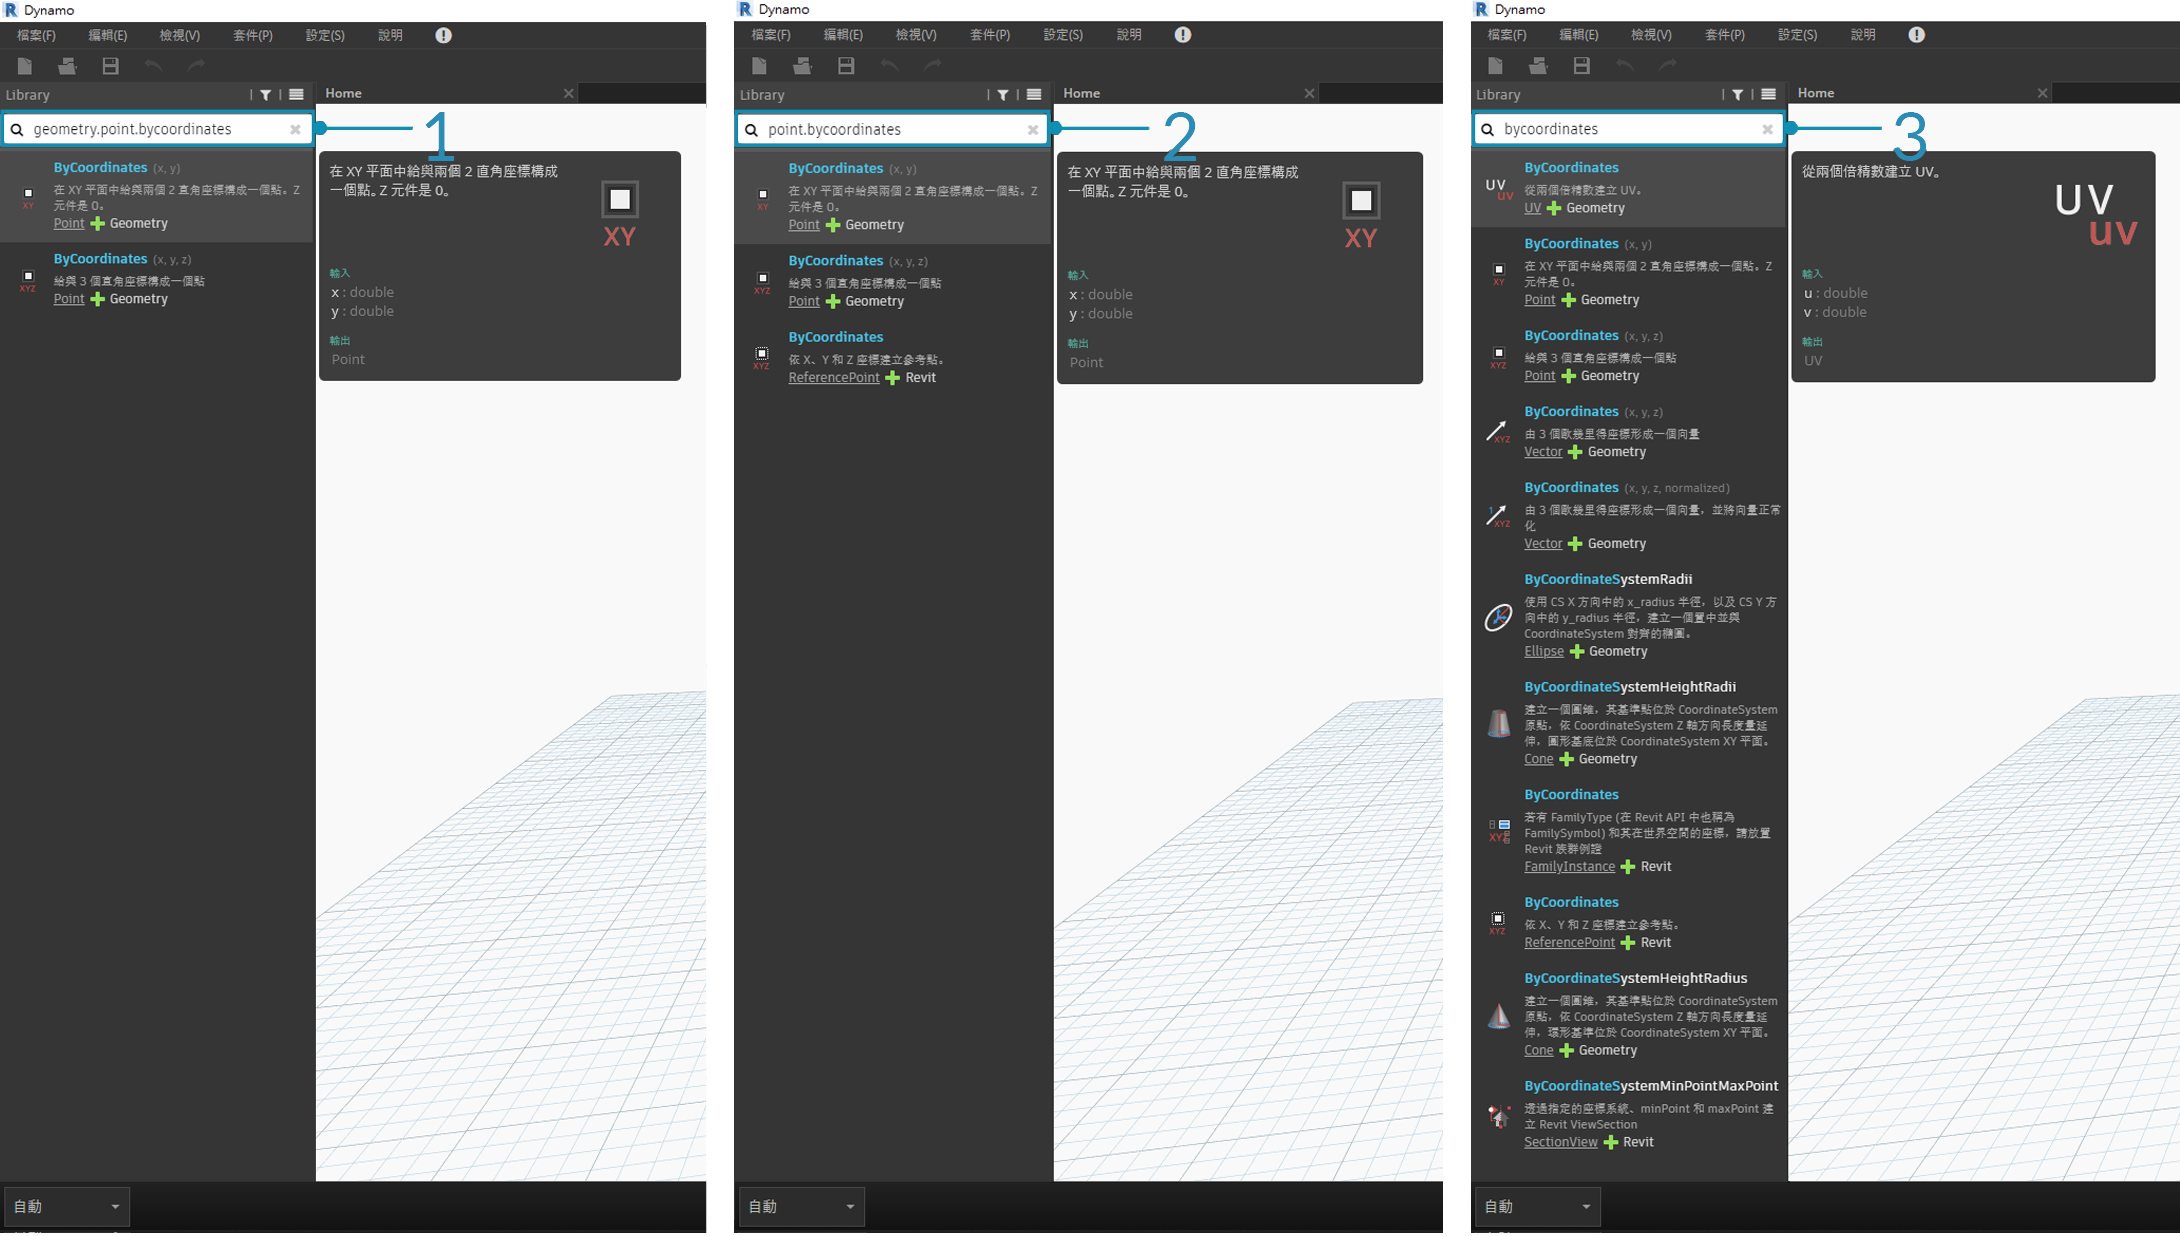 Dynamo
檔案(F) 編輯(E) 檢視(V) 套件(P) 設定(S) 說明
Library
Home
geometry.point.bycoordinates
1
ByCoordinates (x, y)
在 XY 平面中給與兩個 2 直角座標構成一個點。Z
元件是 0。
Point Geometry
XY
ByCoordinates (x, y, z)
給與 3 個直角座標構成一個點
Point Geometry
XYZ
在 XY 平面中給與兩個 2 直角座標構成
一個點。Z 元件是 0。
XY
輸入
x : double
y : double
輸出
Point
自動
Dynamo
檔案(F) 編輯(E) 檢視(V) 套件(P) 設定(S) 說明
Library
Home
point.bycoordinates
2
ByCoordinates (x, y)
在 XY 平面中給與兩個 2 直角座標構成一個點。Z
元件是 0。
Point Geometry
XY
ByCoordinates (x, y, z)
給與 3 個直角座標構成一個點
Point Geometry
XYZ
ByCoordinates
依 X、Y 和 Z 座標建立參考點。
ReferencePoint Revit
XYZ
在 XY 平面中給與兩個 2 直角座標構成
一個點。Z 元件是 0。
XY
輸入
x : double
y : double
輸出
Point
自動
Dynamo
檔案(F) 編輯(E) 檢視(V) 套件(P) 設定(S) 說明
Library
Home
bycoordinates
3
ByCoordinates
從兩個倍精數建立 UV。
UV Geometry
UV
uv
ByCoordinates (x, y)
在 XY 平面中給與兩個 2 直角座標構成一個點。Z
元件是 0。
Point Geometry
XY
ByCoordinates (x, y, z)
給與 3 個直角座標構成一個點
Point Geometry
XYZ
ByCoordinates (x, y, z)
由 3 個歐幾里得座標形成一個向量
Vector Geometry
XYZ
ByCoordinates (x, y, z, normalized)
由 3 個歐幾里得座標形成一個向量，並將向量正常
化
Vector Geometry
1
XYZ
ByCoordinateSystemRadii
使用 CS X 方向中的 x_radius 半徑，以及 CS Y 方
向中的 y_radius 半徑，建立一個置中並與
CoordinateSystem 對齊的橢圓。
Ellipse Geometry
ByCoordinateSystemHeightRadii
建立一個圓錐，其基準點位於 CoordinateSystem
原點，依 CoordinateSystem Z 軸方向長度量延
伸，圓形基底位於 CoordinateSystem XY 平面。
Cone Geometry
ByCoordinates
若有 FamilyType (在 Revit API 中也稱為
FamilySymbol) 和其在世界空間的座標，請放置
Revit 族群例證
FamilyInstance Revit
ByCoordinates
依 X、Y 和 Z 座標建立參考點。
ReferencePoint Revit
XYZ
ByCoordinateSystemHeightRadius
建立一個圓錐，其基準點位於 CoordinateSystem
原點，依 CoordinateSystem Z 軸方向長度量延
伸，環形基準位於 CoordinateSystem XY 平面。
Cone Geometry
ByCoordinateSystemMinPointMaxPoint
透過指定的座標系統、minPoint 和 maxPoint 建
立 Revit ViewSection
SectionView Revit
從兩個倍精數建立 UV。
UV
uv
輸入
u : double
v : double
輸出
UV
自動